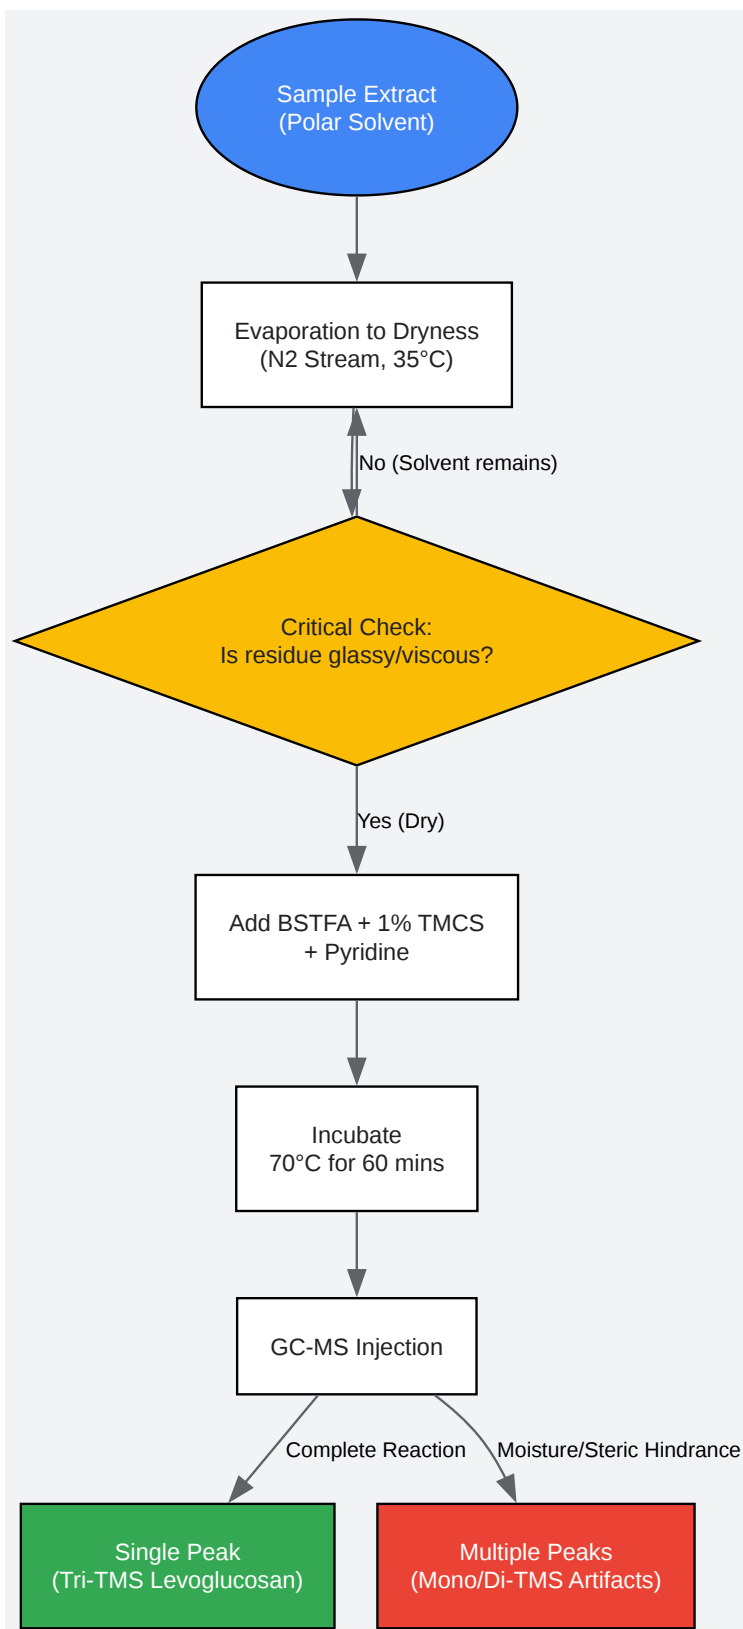 Sample Extract
(Polar Solvent)
Evaporation to Dryness
(N2 Stream, 35°C)
No (Solvent remains)
Critical Check:
Is residue glassy/viscous?
Yes (Dry)
Add BSTFA + 1% TMCS
+ Pyridine
Incubate
70°C for 60 mins
GC-MS Injection
Complete Reaction
Moisture/Steric Hindrance
Single Peak
(Tri-TMS Levoglucosan)
Multiple Peaks
(Mono/Di-TMS Artifacts)